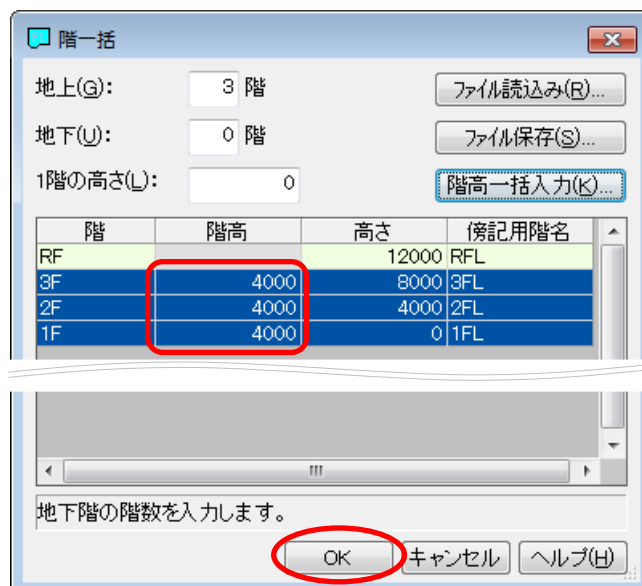 階一括
地上(G): 3 階 ファイル読込み(R)...
地下(U): 0 階 ファイル保存(S)...
1階の高さ(L): 0 階高一括入力(K)...
階 階高 高さ 傍記用階名
RF 12000 RFL
3F 4000 8000 3FL
2F 4000 4000 2FL
1F 4000 0 1FL
地下階の階数を入力します。
OK キャンセル ヘルプ(H)